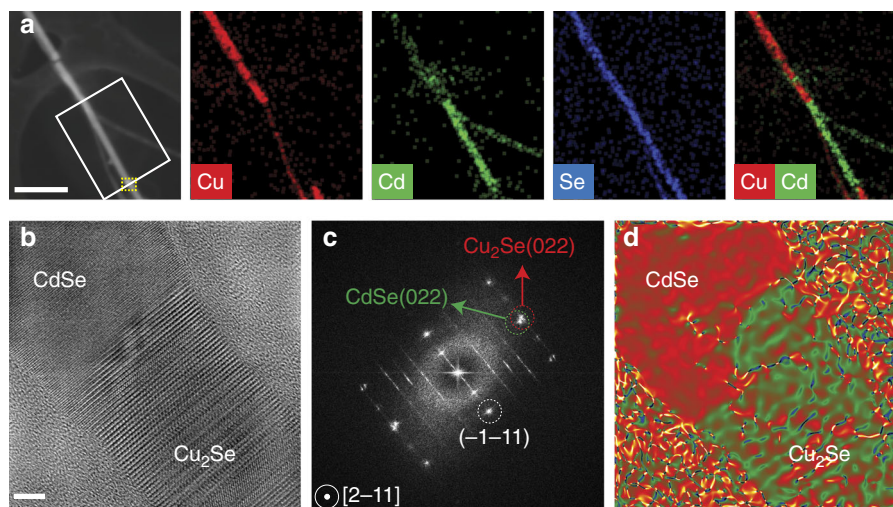 a
Cu
Cd
Se
Cu Cd
b
CdSe
Cu₂Se
c
Cu₂Se(022)
CdSe(022)
(−1−11)
[2−11]
d
CdSe
Cu₂Se